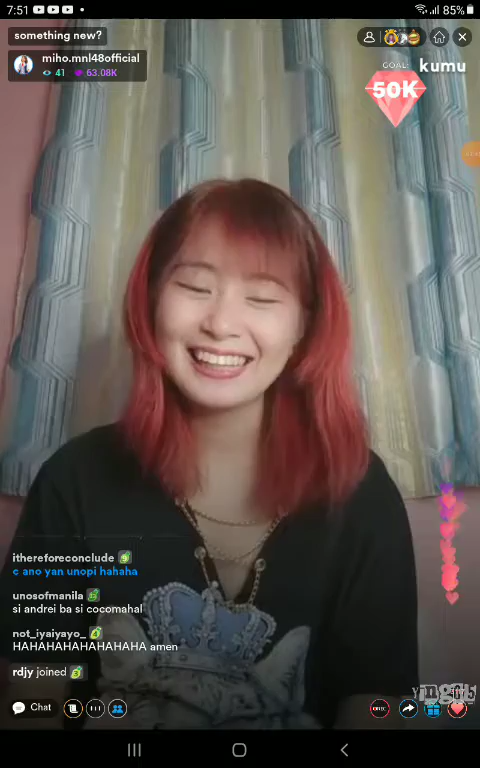 7:51
85%
something new?
miho.mnl48official
41 63.08K
GOAL: kumu
50K
ithereforeconclude
c ano yan unopi hahaha
unosofmanila
si andrei ba si cocomahal
not_iyaiyayo_
HAHAHAHAHAHAHAHA amen
rdjy joined
Chat